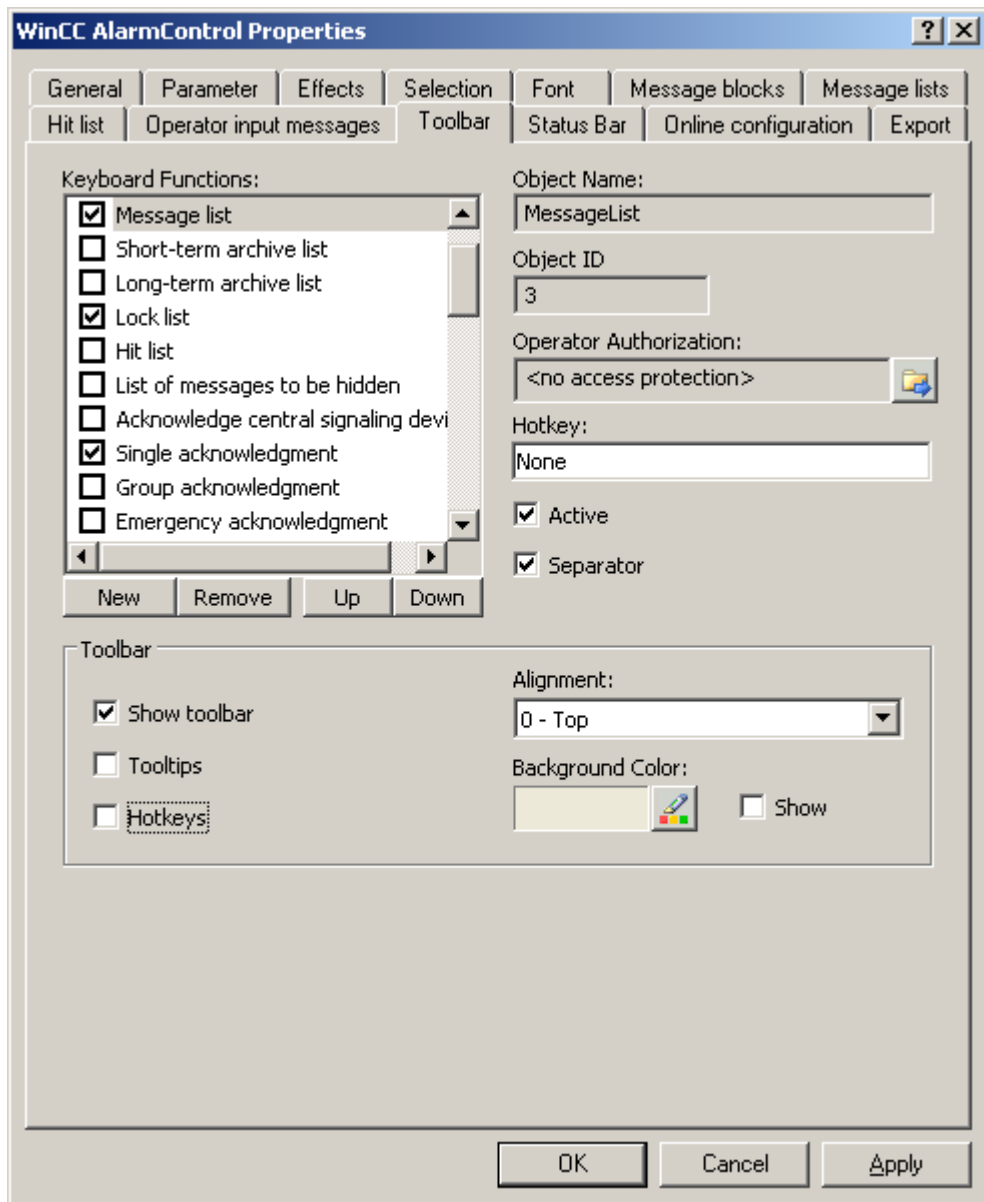 WinCC AlarmControl Properties
General Parameter Effects Selection Font Message blocks Message lists
Hit list Operator input messages Toolbar Status Bar Online configuration Export
Keyboard Functions:
Message list
Short-term archive list
Long-term archive list
Lock list
Hit list
List of messages to be hidden
Acknowledge central signaling devi
Single acknowledgment
Group acknowledgment
Emergency acknowledgment
New Remove Up Down
Object Name:
MessageList
Object ID
3
Operator Authorization:
<no access protection>
Hotkey:
None
Active
Separator
Toolbar
Show toolbar
Tooltips
Hotkeys
Alignment:
0 - Top
Background Color:
Show
OK Cancel Apply